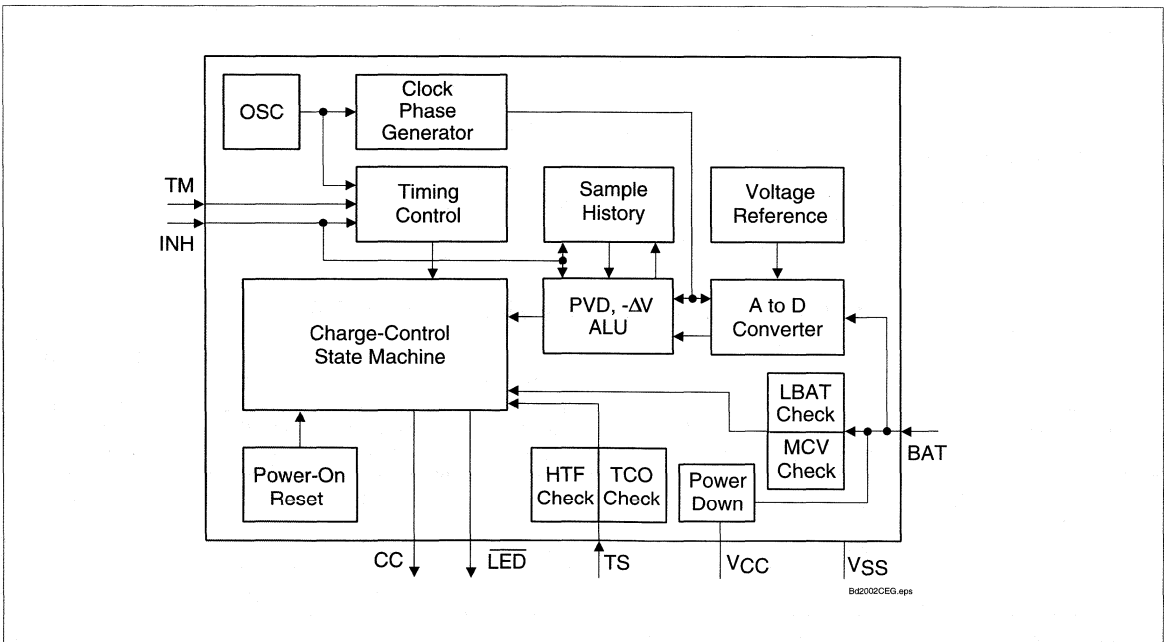 OSC
Clock
Phase
Generator
TM
INH
Timing
Control
Sample
History
Voltage
Reference
Charge-Control
State Machine
PVD, -ΔV
ALU
A to D
Converter
LBAT
Check
MCV
Check
BAT
Power-On
Reset
HTF
Check
TCO
Check
Power
Down
CC
LED
TS
VCC
VSS
Bd2002CEG.eps